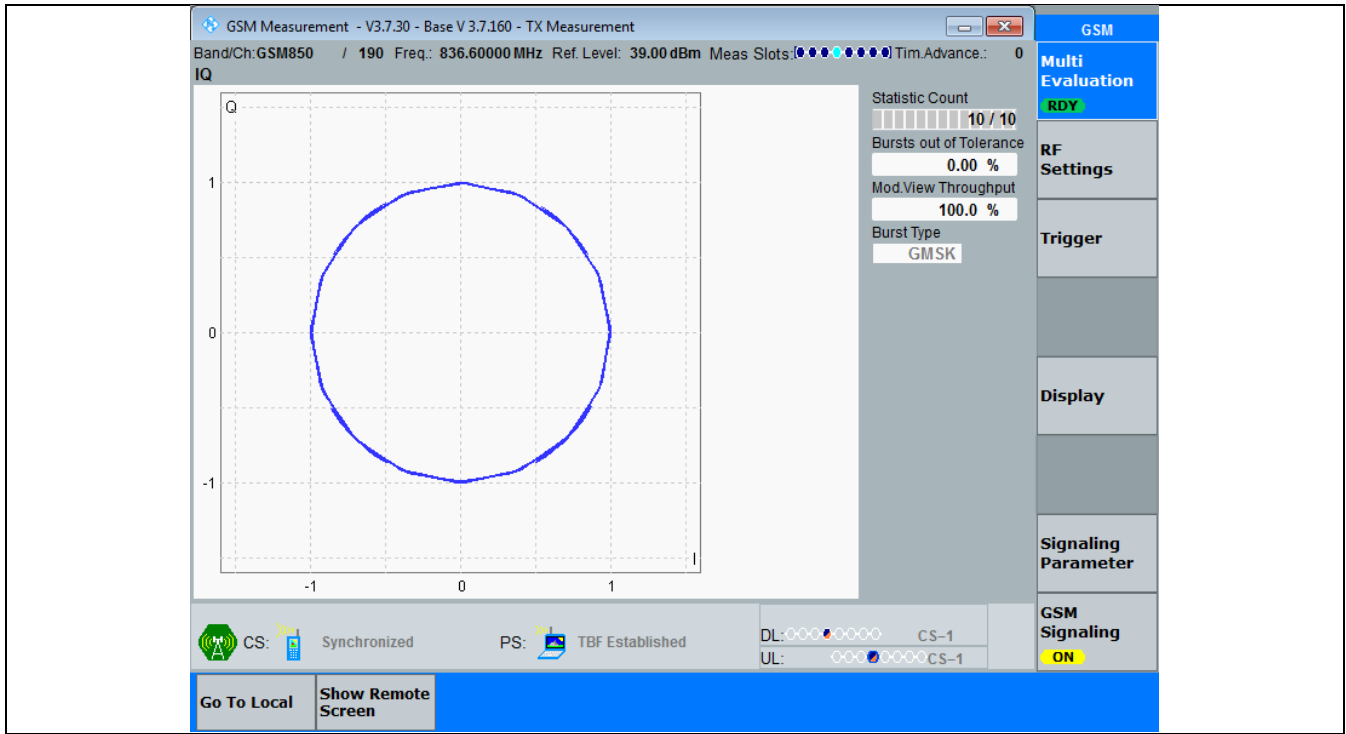 GSM Measurement - V3.7.30 - Base V 3.7.160 - TX Measurement
GSM
Band/Ch:GSM850 / 190 Freq.: 836.60000 MHz Ref. Level: 39.00 dBm Meas Slots: Tim.Advance.: 0
IQ
Multi
Evaluation
RDY
Q
1
0
-1
I
-1 0 1
Statistic Count
10 / 10
Bursts out of Tolerance
0.00 %
Mod.View Throughput
100.0 %
Burst Type
GMSK
RF
Settings
Trigger
Display
Signaling
Parameter
GSM
Signaling
ON
CS: Synchronized
PS: TBF Established
DL: CS-1
UL: CS-1
Go To Local
Show Remote
Screen